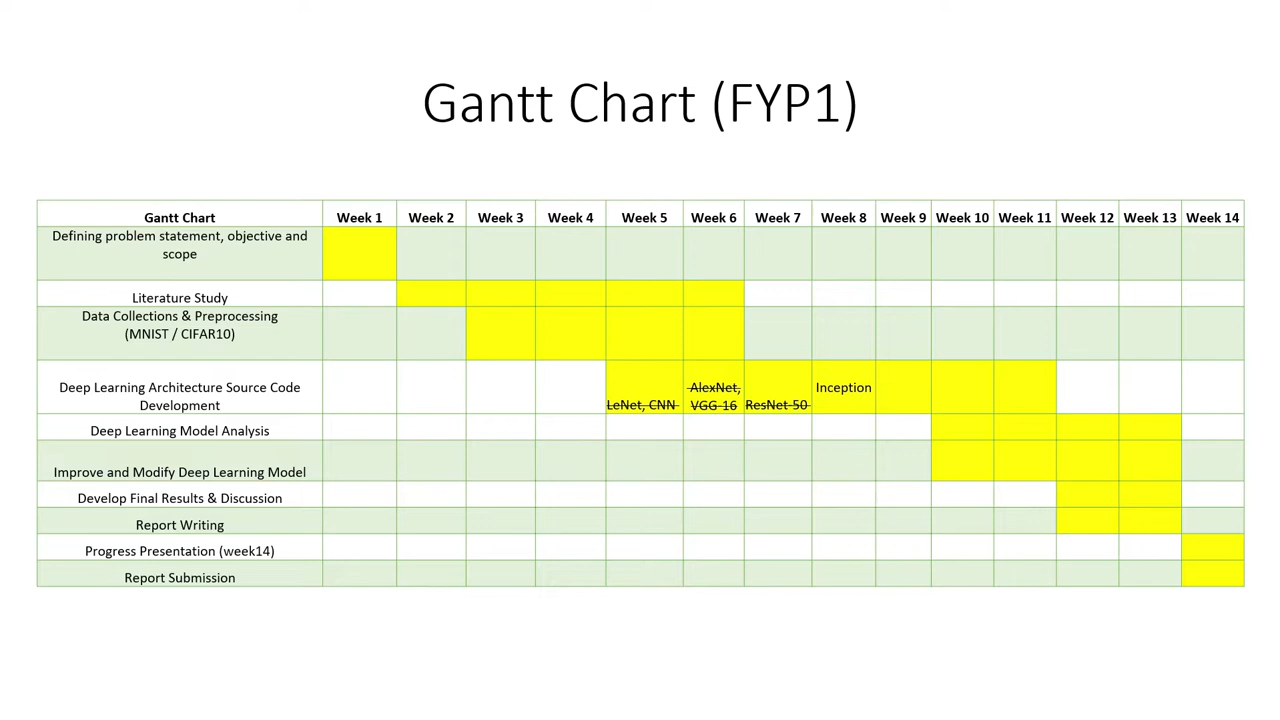 Gantt Chart (FYP1)
Gantt Chart Week 1 Week 2 Week 3 Week 4 Week 5 Week 6 Week 7 Week 8 Week 9 Week 10 Week 11 Week 12 Week 13 Week 14
Defining problem statement, objective and
scope
Literature Study
Data Collections & Preprocessing
(MNIST / CIFAR10)
Deep Learning Architecture Source Code
Development
LeNet, CNN
AlexNet,
VGG-16
ResNet-50
Inception
Deep Learning Model Analysis
Improve and Modify Deep Learning Model
Develop Final Results & Discussion
Report Writing
Progress Presentation (week14)
Report Submission